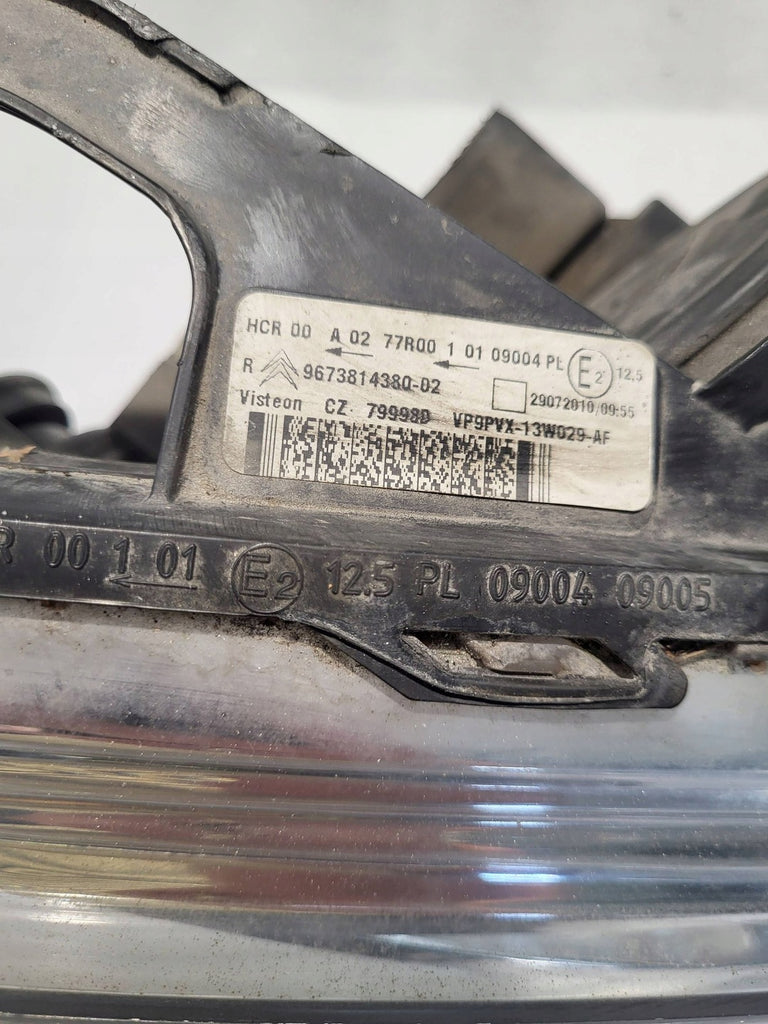 HCR 00 A 02 77R00 1 01 09004 PL E2 12,5
R 9673814380-02 29072010/09:55
Visteon CZ. 79998D VP9PVX-13W029-AF
R 00 1 01 E2 12.5 PL 09004 09005